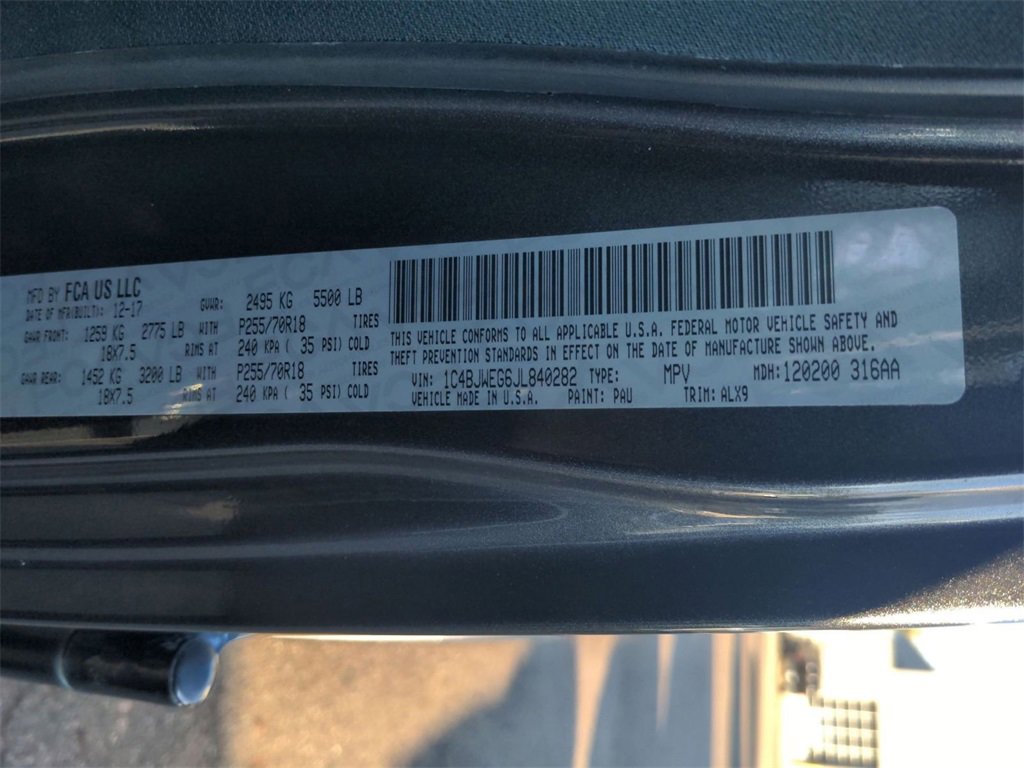 MFD BY FCA US LLC
DATE OF MFR(BUILT): 12-17
GVWR: 2495 KG 5500 LB
GAWR FRONT: 1259 KG 2775 LB WITH P255/70R18 TIRES
18X7.5 RIMS AT 240 KPA ( 35 PSI) COLD
GAWR REAR: 1452 KG 3200 LB WITH P255/70R18 TIRES
18X7.5 RIMS AT 240 KPA ( 35 PSI) COLD
THIS VEHICLE CONFORMS TO ALL APPLICABLE U.S.A. FEDERAL MOTOR VEHICLE SAFETY AND
THEFT PREVENTION STANDARDS IN EFFECT ON THE DATE OF MANUFACTURE SHOWN ABOVE.
VIN: 1C4BJWEG6JL840282 TYPE: MPV MDH:120200 316AA
VEHICLE MADE IN U.S.A. PAINT: PAU TRIM: ALX9